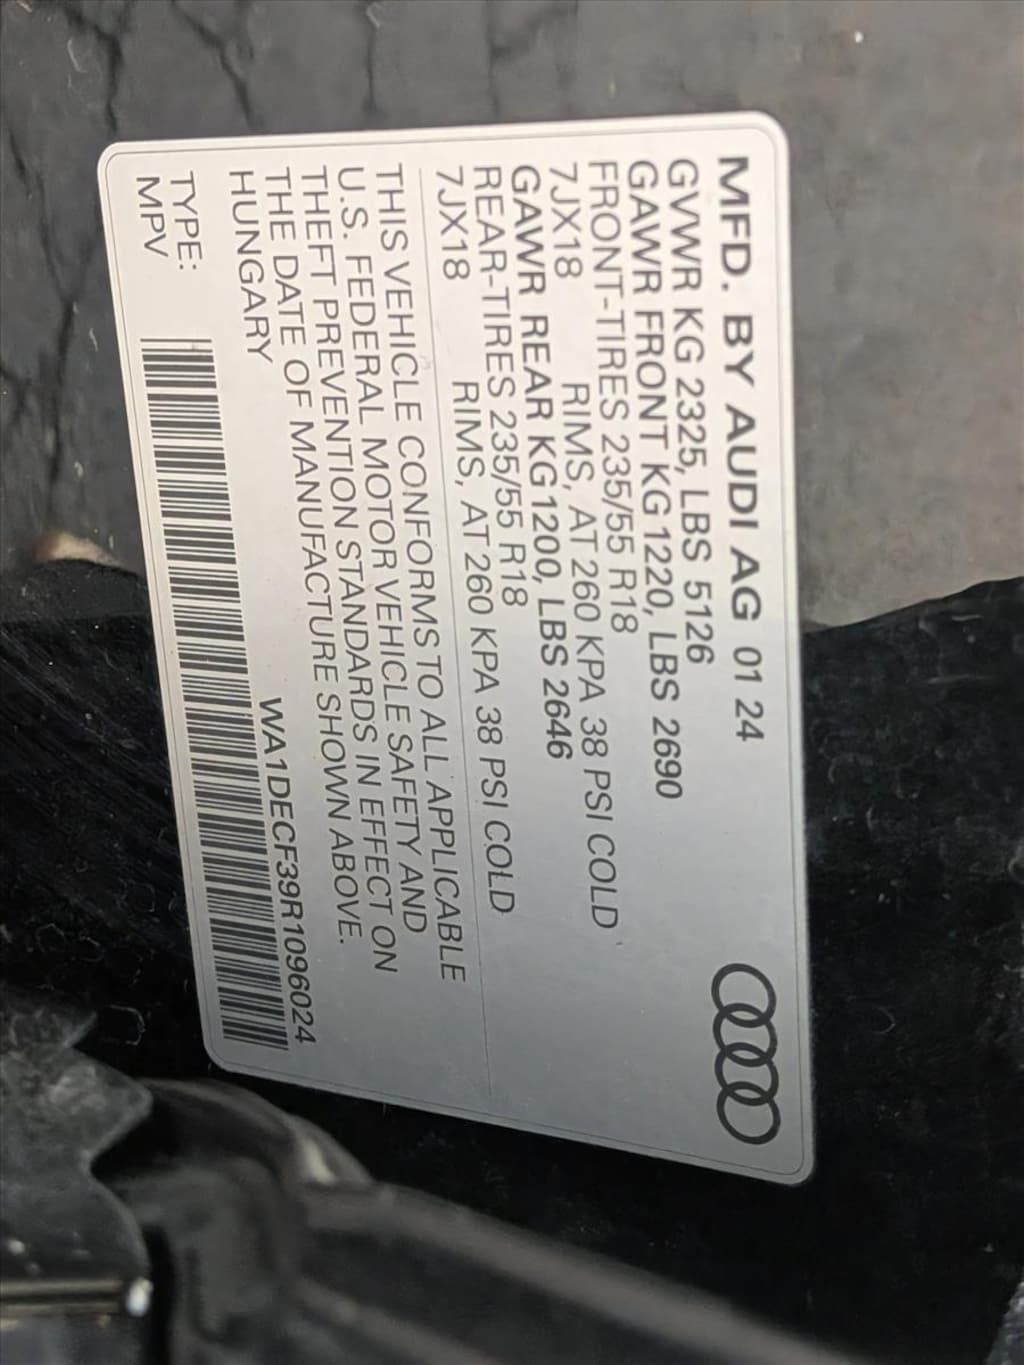 MFD. BY AUDI AG 01 24
GVWR KG 2325, LBS 5126
GAWR FRONT KG 1220, LBS 2690
FRONT-TIRES 235/55 R18
7JX18 RIMS, AT 260 KPA 38 PSI COLD
GAWR REAR KG 1200, LBS 2646
REAR-TIRES 235/55 R18
7JX18 RIMS, AT 260 KPA 38 PSI COLD
THIS VEHICLE CONFORMS TO ALL APPLICABLE
U.S. FEDERAL MOTOR VEHICLE SAFETY AND
THEFT PREVENTION STANDARDS IN EFFECT ON
THE DATE OF MANUFACTURE SHOWN ABOVE.
HUNGARY WA1DECF39R1096024
TYPE:
MPV